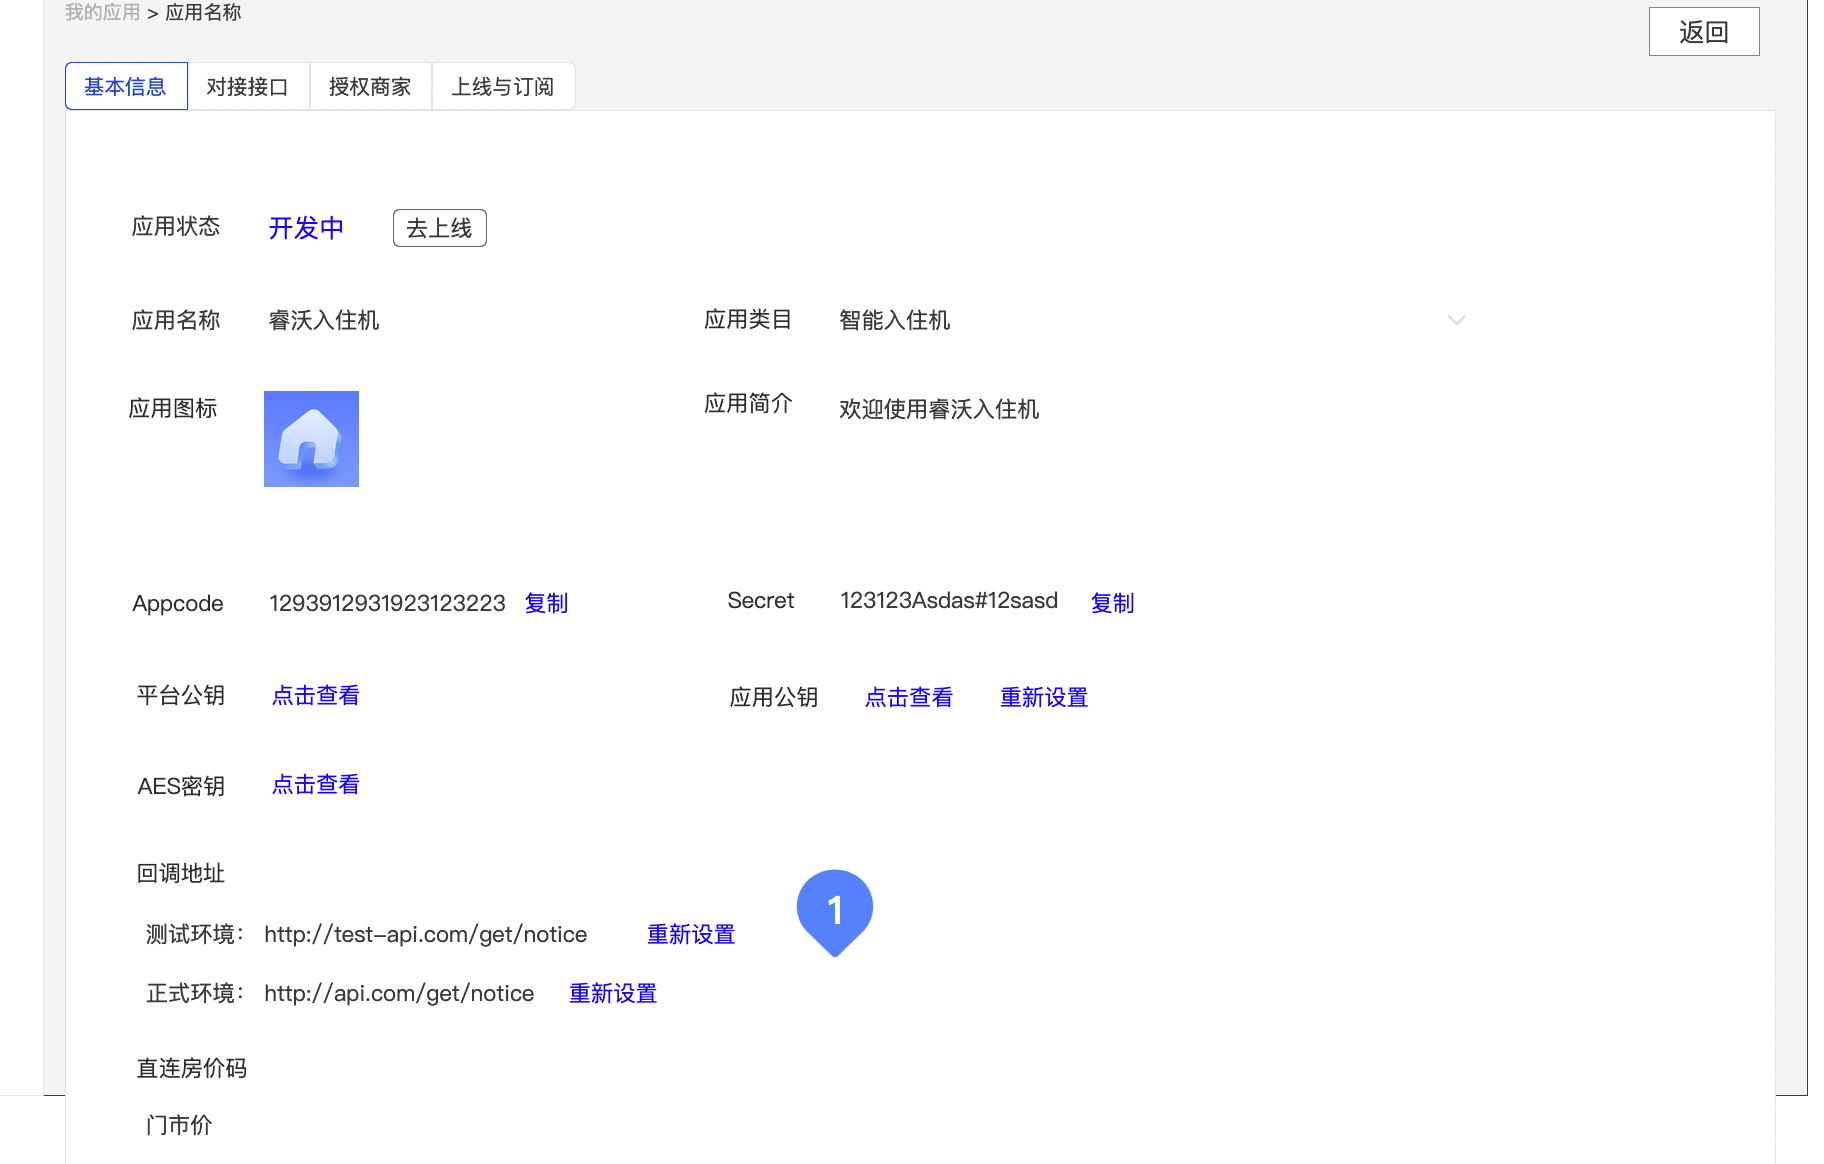 我的应用 > 应用名称
返回
基本信息 对接接口 授权商家 上线与订阅
应用状态 开发中 去上线
应用名称 睿沃入住机 应用类目 智能入住机
应用图标 应用简介 欢迎使用睿沃入住机
Appcode 1293912931923123223 复制 Secret 123123Asdas#12sasd 复制
平台公钥 点击查看 应用公钥 点击查看 重新设置
AES密钥 点击查看
回调地址
1
测试环境： http://test-api.com/get/notice 重新设置
正式环境： http://api.com/get/notice 重新设置
直连房价码
门市价